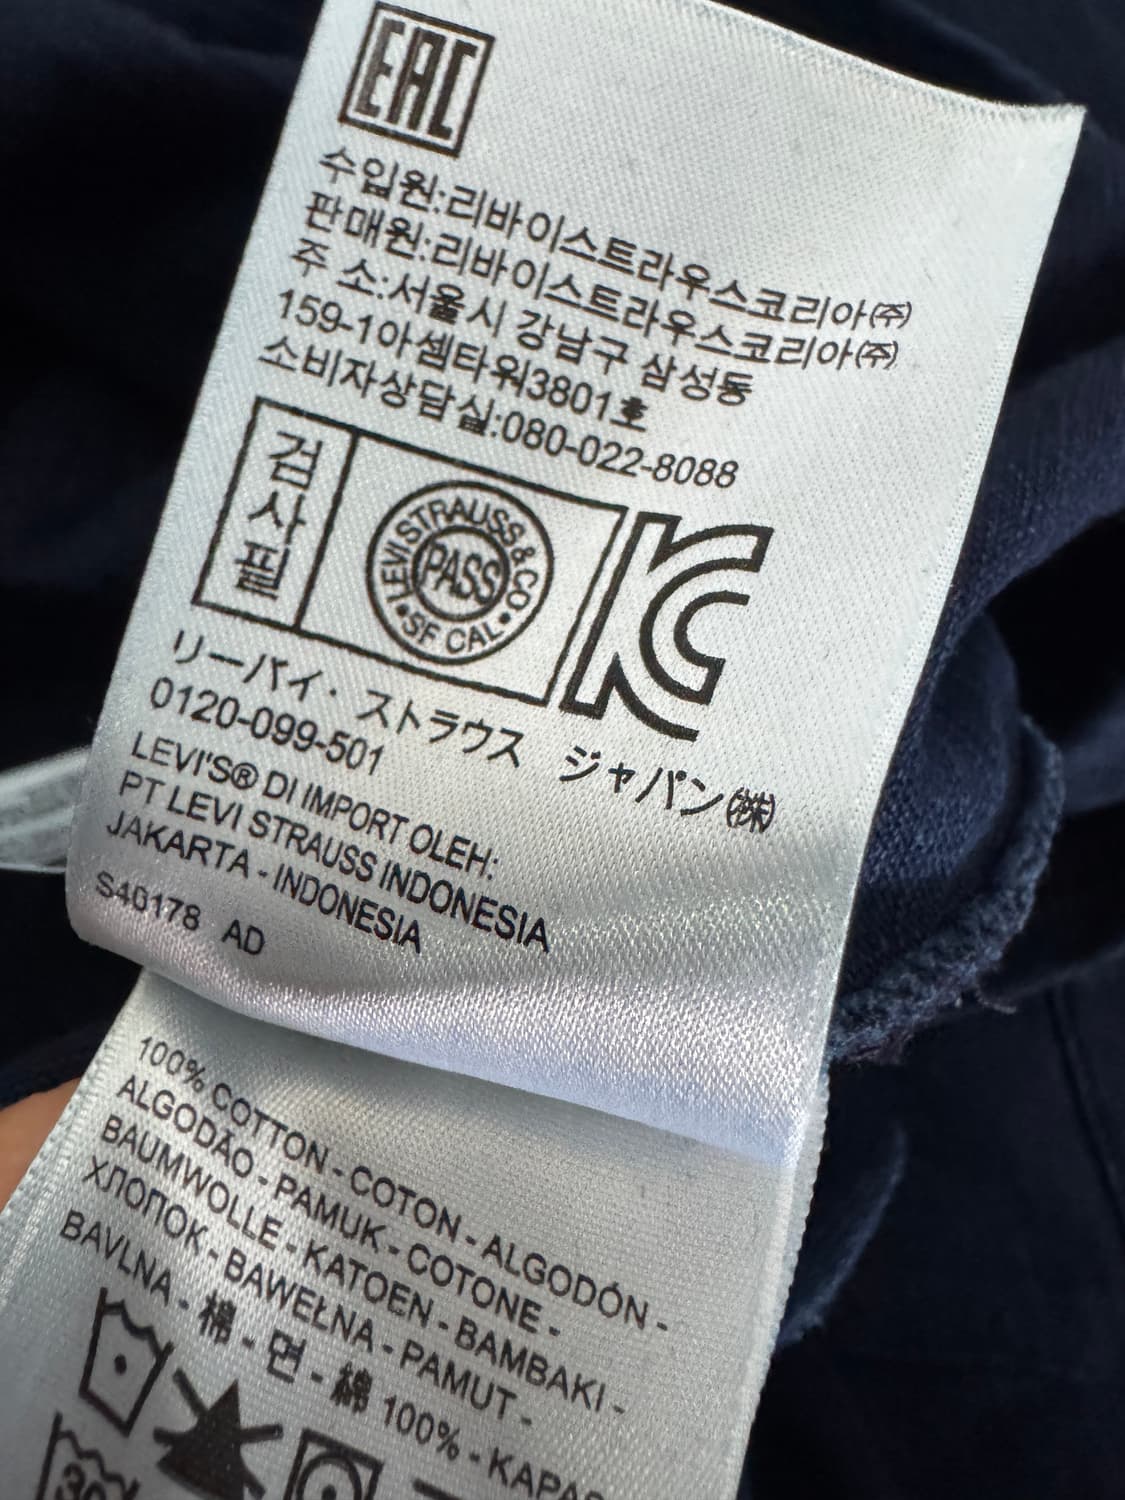 EAC
수입원:리바이스트라우스코리아㈜
판매원:리바이스트라우스코리아㈜
주 소:서울시 강남구 삼성동
159-1아셈타워3801호
소비자상담실:080-022-8088
검사필
LEVI STRAUSS & CO • SF CAL •
PASS
KC
リーバイ・ストラウス ジャパン㈱
0120-099-501
LEVI'S® DI IMPORT OLEH:
PT LEVI STRAUSS INDONESIA
JAKARTA - INDONESIA
S40178 AD
100% COTTON - COTON - ALGODÓN -
ALGODÃO - PAMUK - COTONE -
BAUMWOLLE - KATOEN - BAMBAKI -
ХЛОПОК - BAWEŁNA - PAMUT -
BAVLNA - 棉 - 면 - 綿 100% - KAPAS
30